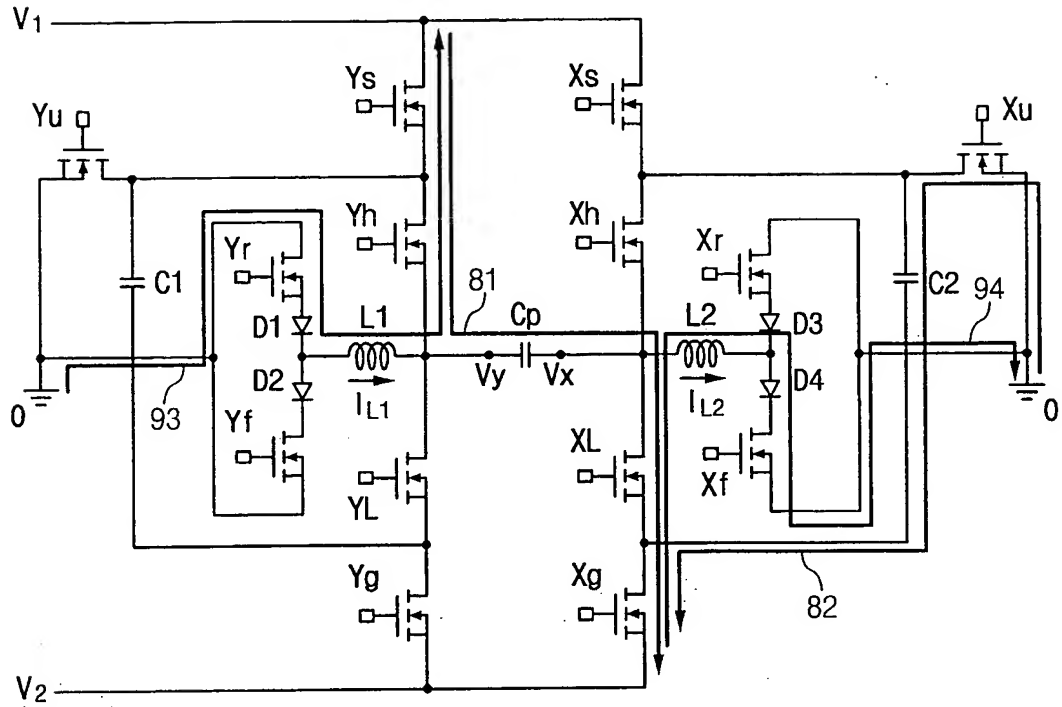 V1
Ys
Xs
Yu
Xu
Yh
Xh
Yr
Xr
C1
81
C2
L1
Cp
L2
94
D1
D3
D2
Vy
Vx
D4
0
93
IL1
IL2
0
Yf
XL
Xf
YL
Yg
Xg
82
V2